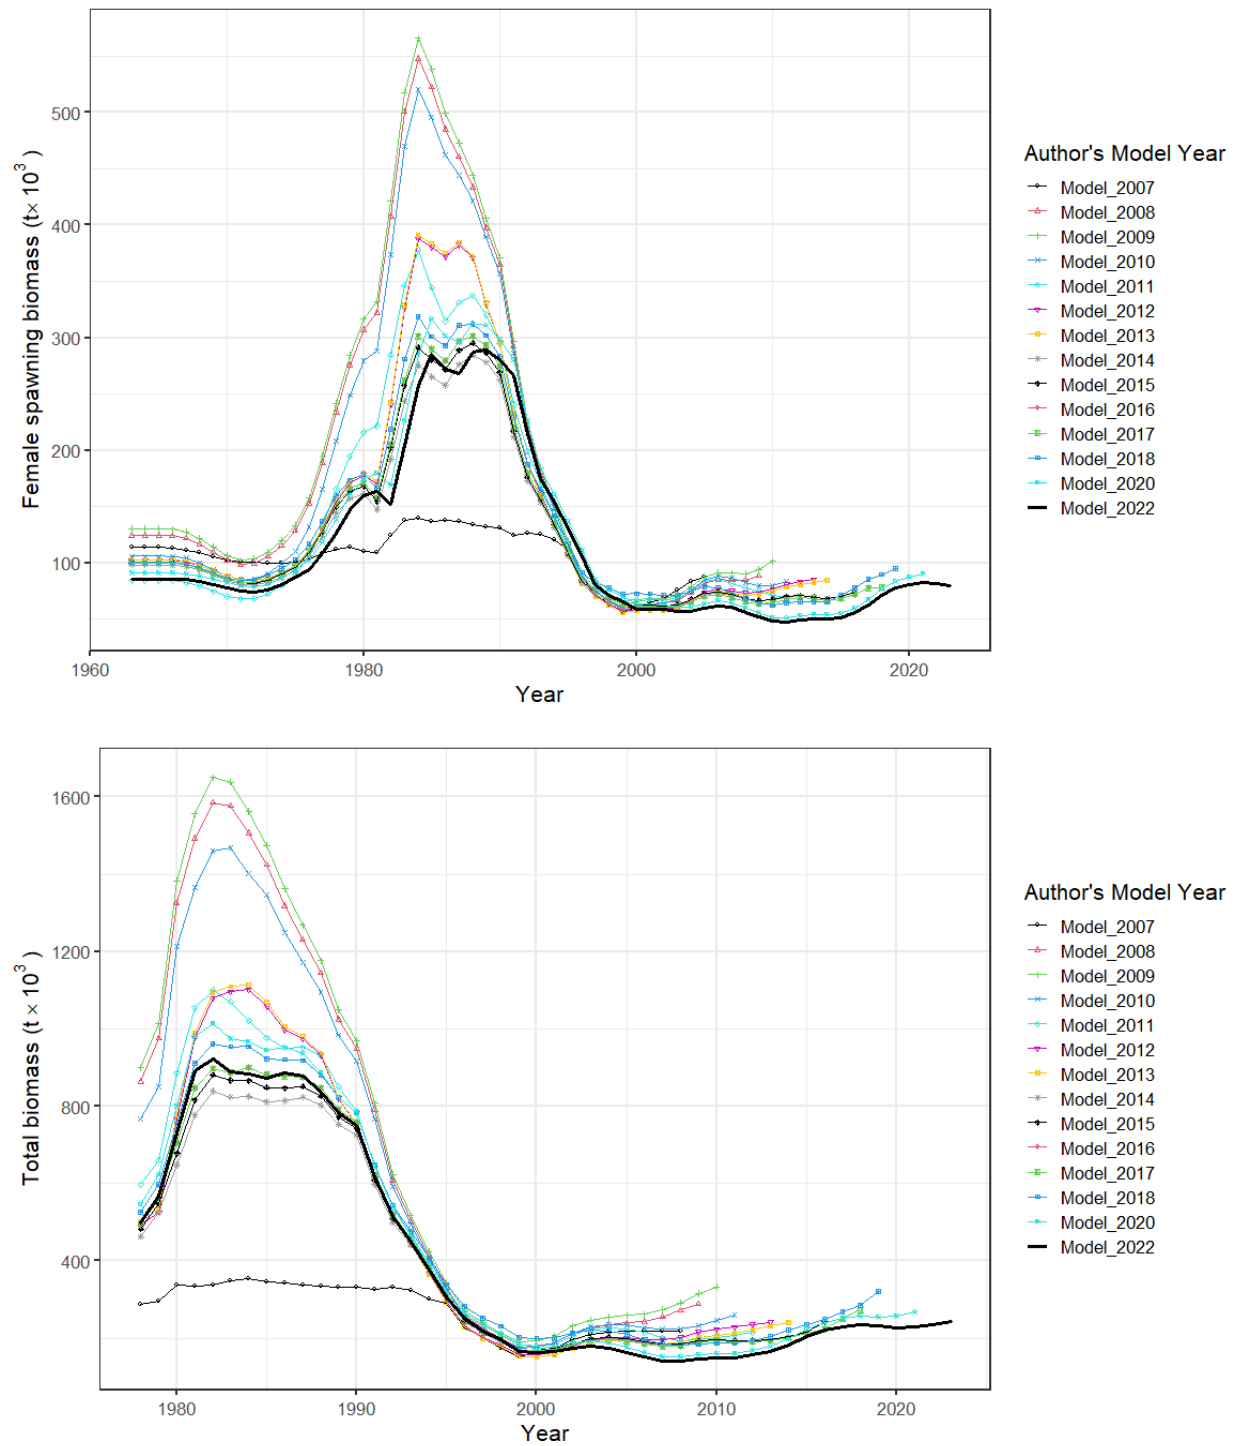 Female spawning biomass (t× 10³ )
500
400
300
200
100
1960
1980
2000
2020
Year
Author's Model Year
Model_2007
Model_2008
Model_2009
Model_2010
Model_2011
Model_2012
Model_2013
Model_2014
Model_2015
Model_2016
Model_2017
Model_2018
Model_2020
Model_2022
Total biomass (t × 10³ )
1600
1200
800
400
1980
1990
2000
2010
2020
Year
Author's Model Year
Model_2007
Model_2008
Model_2009
Model_2010
Model_2011
Model_2012
Model_2013
Model_2014
Model_2015
Model_2016
Model_2017
Model_2018
Model_2020
Model_2022